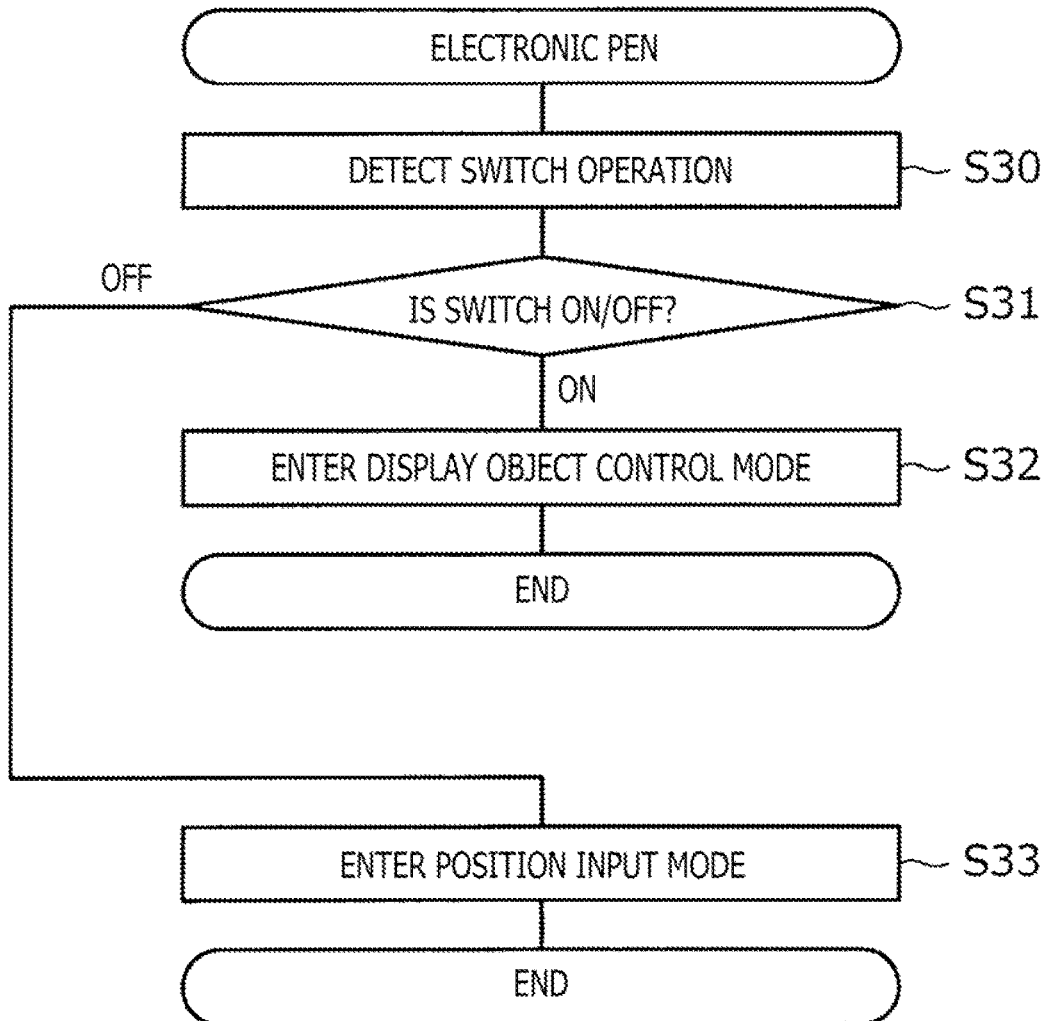 ELECTRONIC PEN
DETECT SWITCH OPERATION
S30
OFF
IS SWITCH ON/OFF?
S31
ON
ENTER DISPLAY OBJECT CONTROL MODE
S32
END
ENTER POSITION INPUT MODE
S33
END